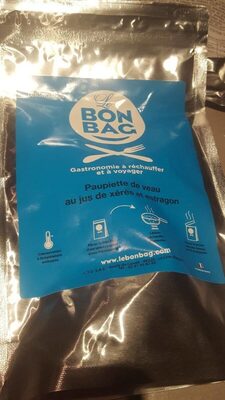 Le
BON
BAG
Gastronomie à réchauffer
et à voyager
Paupiette de veau
au jus de xérès et estragon
www.lebonbag.com